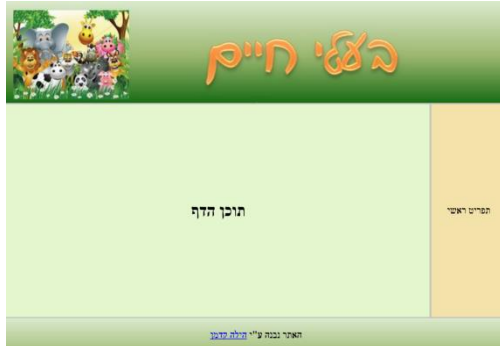 בעלי חיים
תפריט ראשי
תוכן הדף
האתר נבנה ע"י הילה קדמן